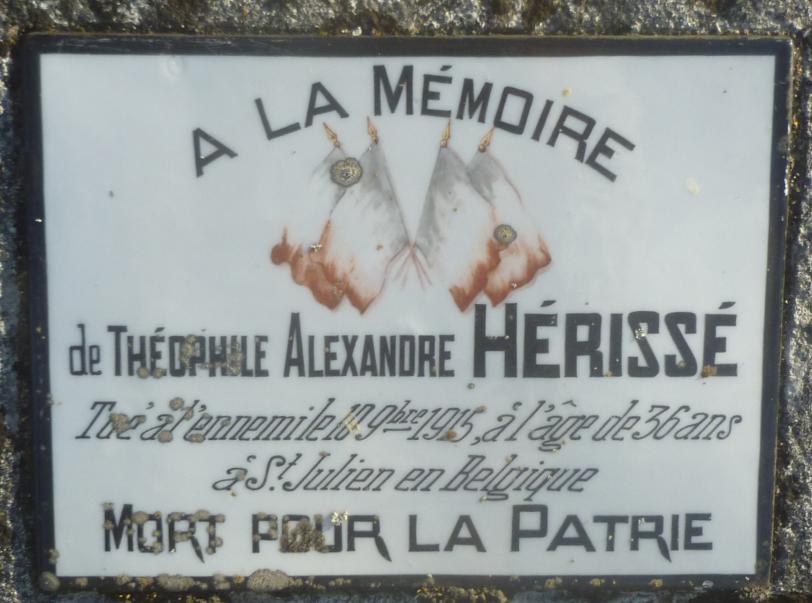 A LA MÉMOIRE
de THÉOPHILE ALEXANDRE HÉRISSÉ
Tué à l'ennemi le 10 9bre 1915, à l'âge de 36 ans
à St Julien en Belgique
MORT POUR LA PATRIE